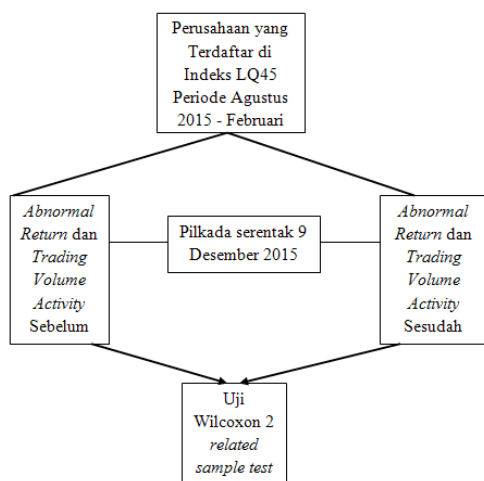 Perusahaan yang
Terdaftar di
Indeks LQ45
Periode Agustus
2015 - Februari
Abnormal
Return dan
Trading
Volume
Activity
Sebelum
Pilkada serentak 9
Desember 2015
Abnormal
Return dan
Trading
Volume
Activity
Sesudah
Uji
Wilcoxon 2
related
sample test